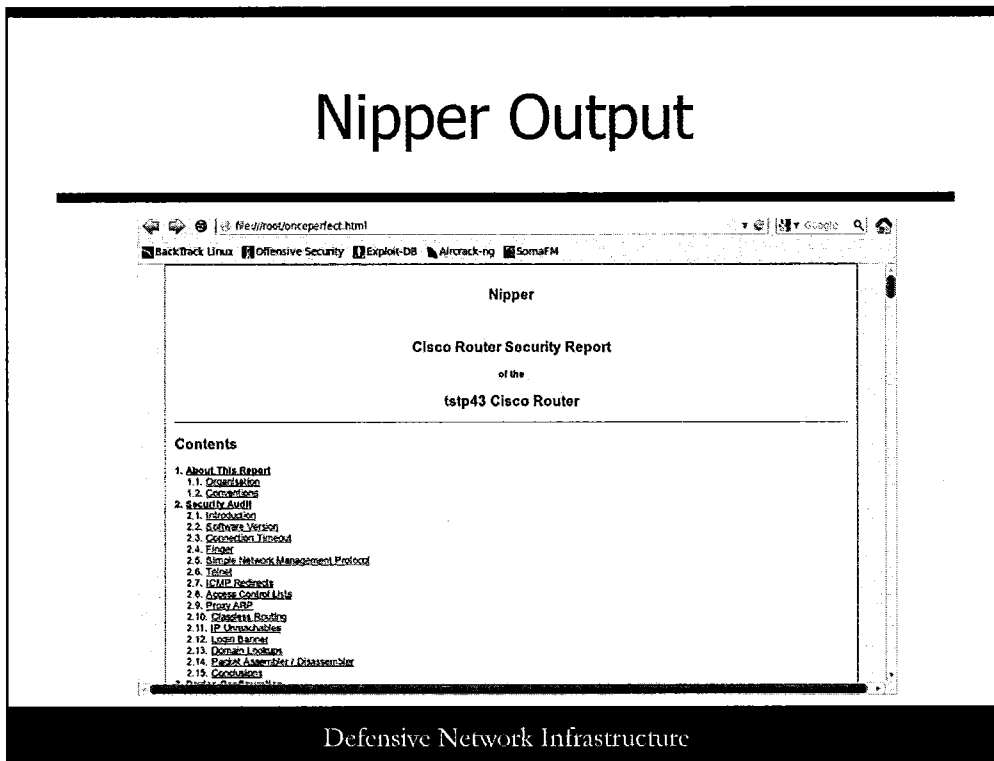 Nipper Output
file:///root/onceperfect.html
Google
BackTrack Linux Offensive Security Exploit-DB Aircrack-ng SomaFM
Nipper
Cisco Router Security Report
of the
tstp43 Cisco Router
Contents
1. About This Report
1.1. Organisation
1.2. Conventions
2. Security Audit
2.1. Introduction
2.2. Software Version
2.3. Connection Timeout
2.4. Finger
2.5. Simple Network Management Protocol
2.6. Telnet
2.7. ICMP Redirects
2.8. Access Control Lists
2.9. Proxy ARP
2.10. Classless Routing
2.11. IP Unreachables
2.12. Login Banner
2.13. Domain Lookups
2.14. Packet Assembler / Disassembler
2.15. Conclusions
Defensive Network Infrastructure